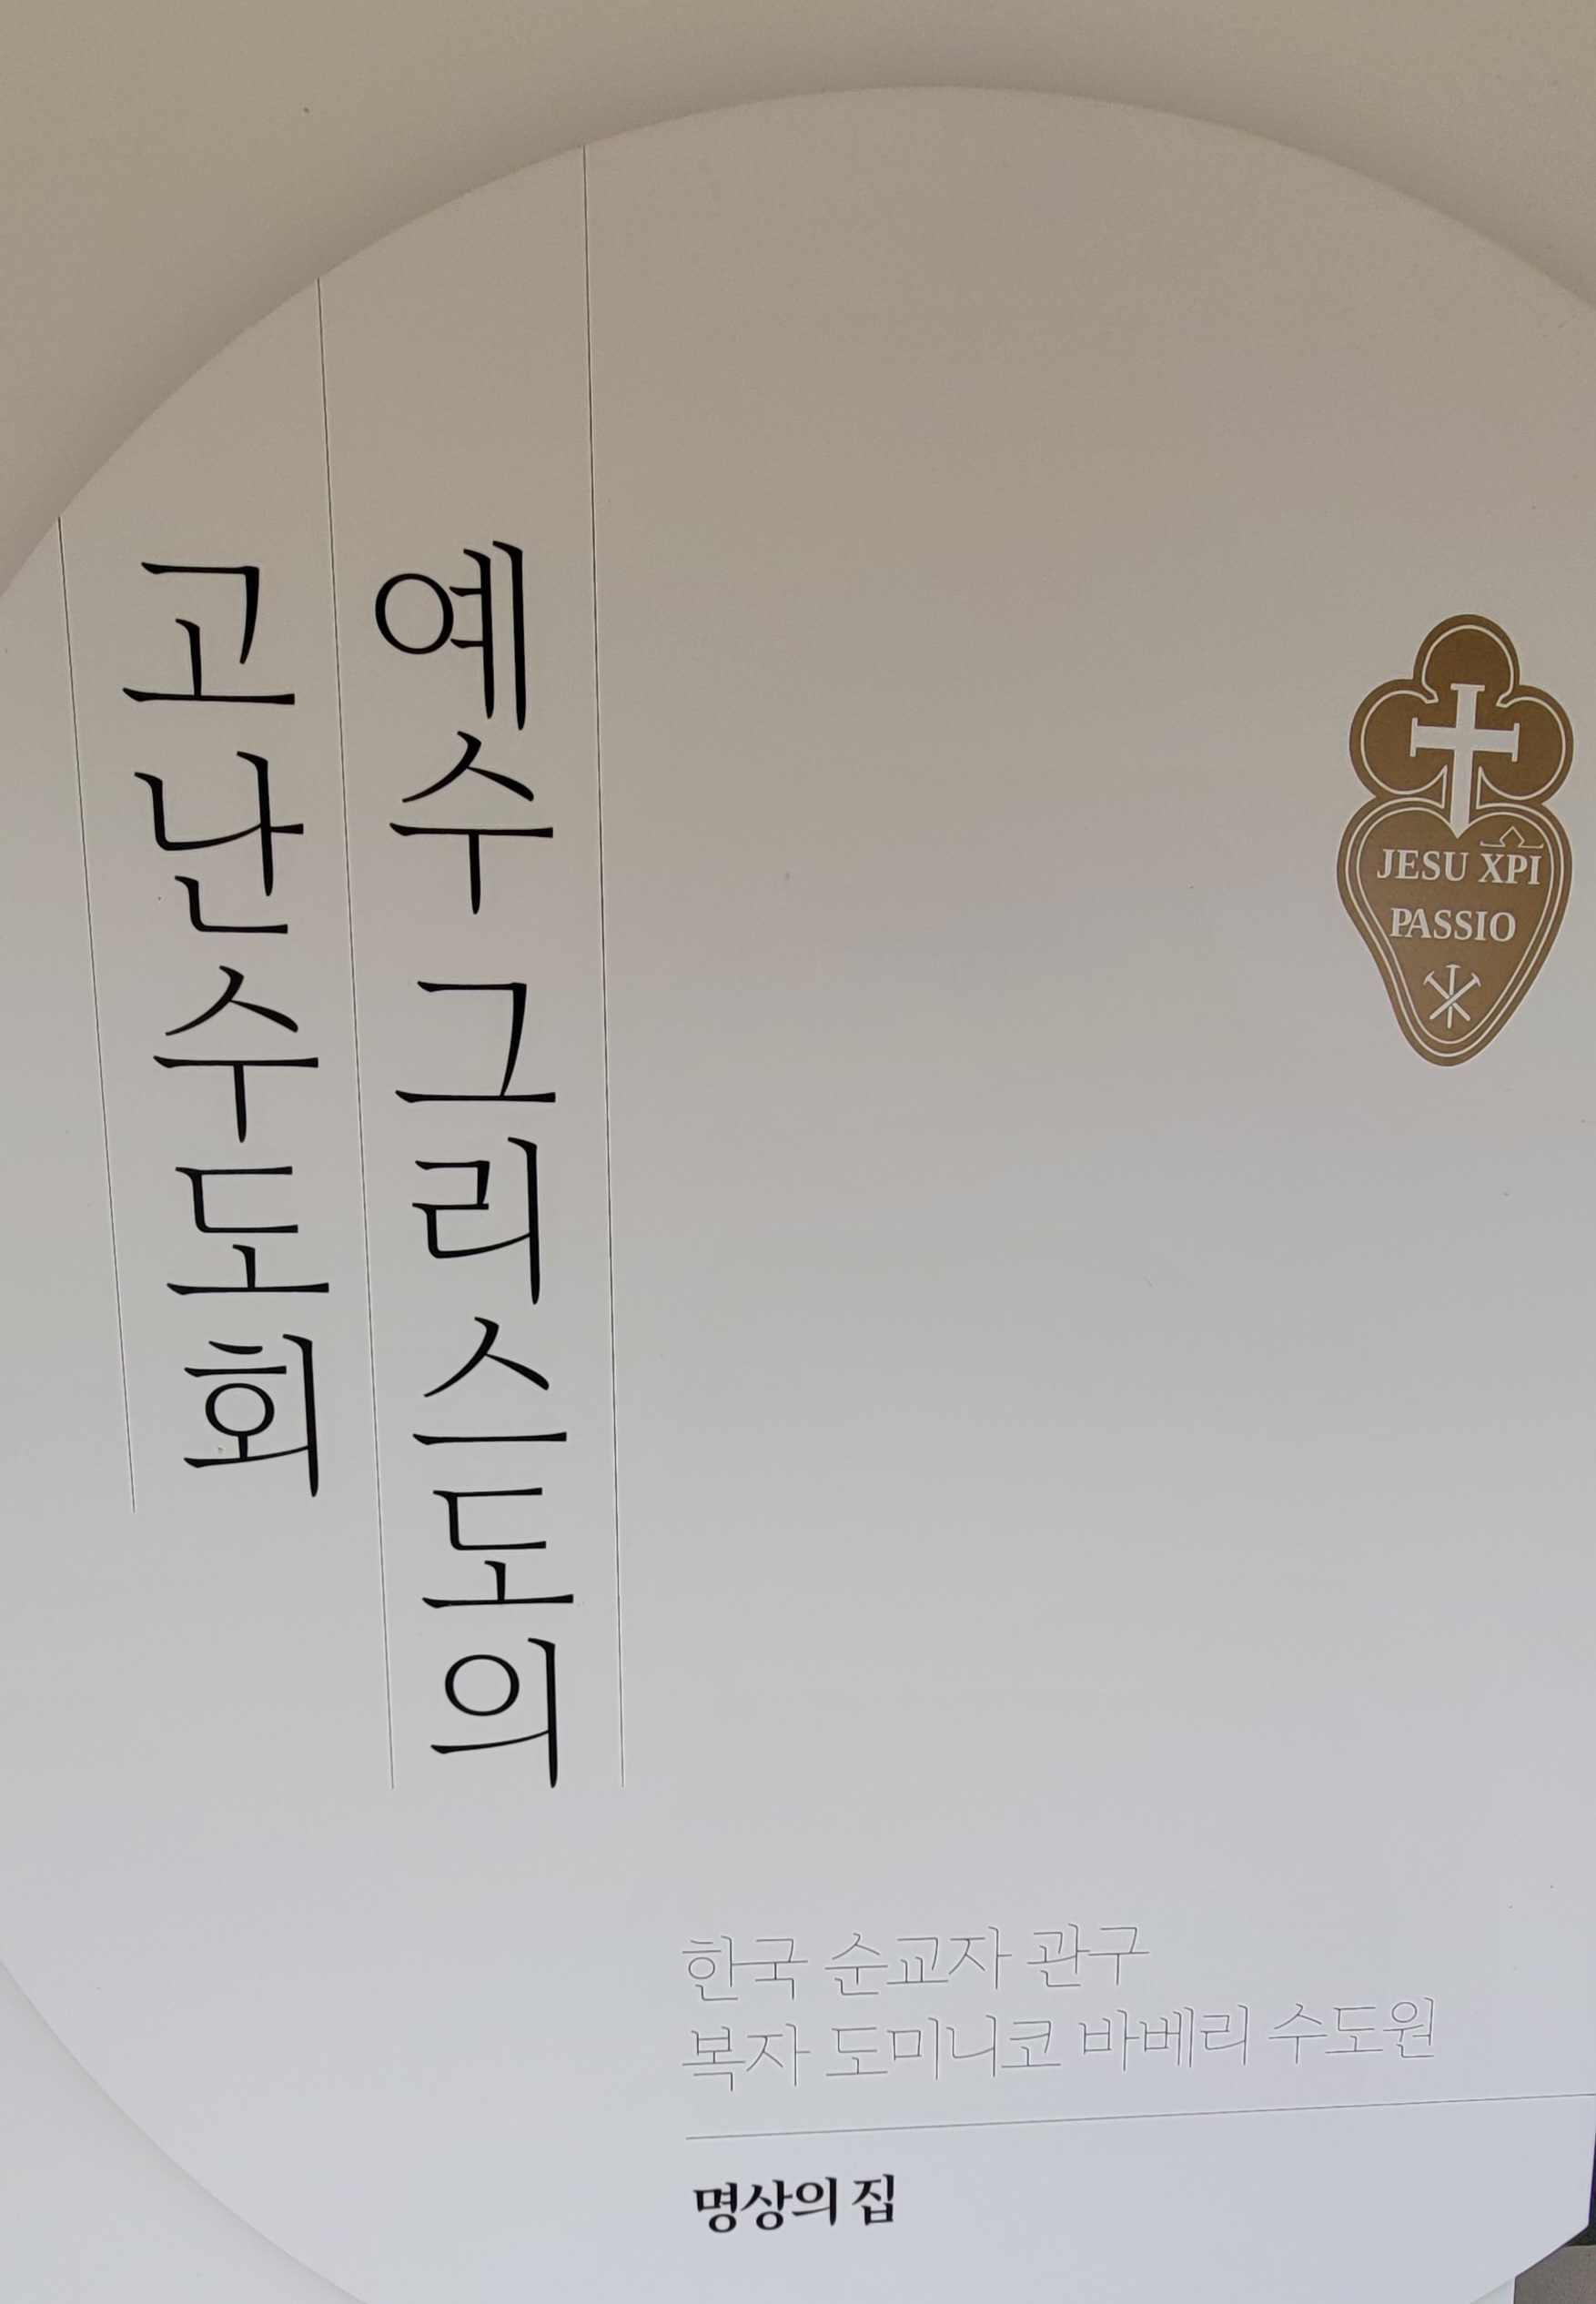 예수 그리스도의
고난수도회
JESU XPI
PASSIO
한국 순교자 관구
복자 도미니코 바베리 수도원
명상의 집